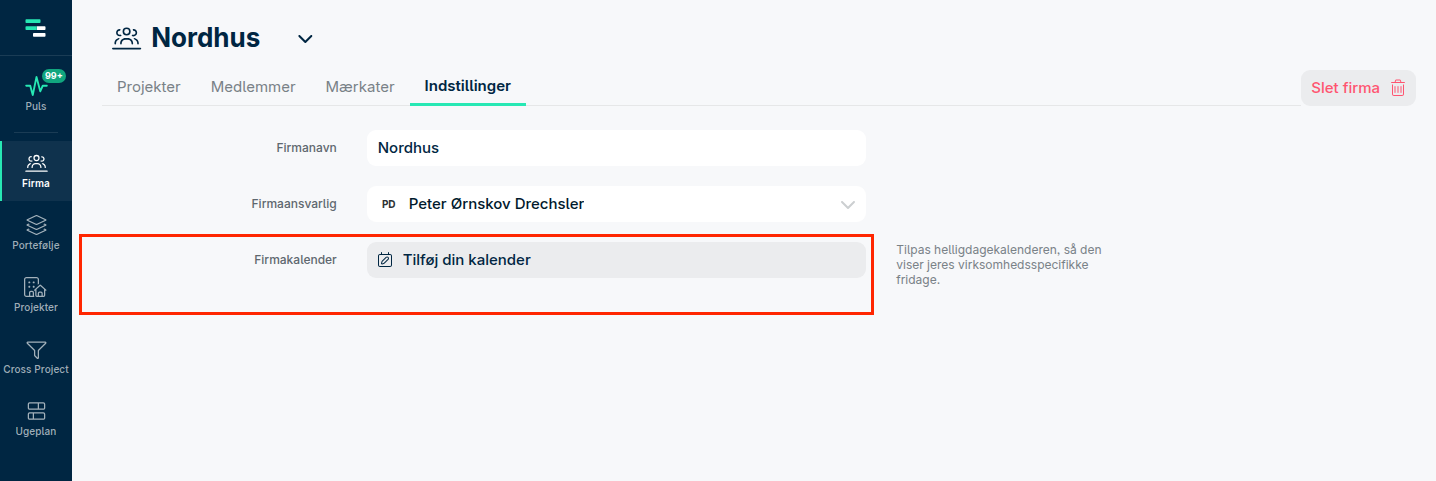 Nordhus
99+
Puls
Projekter
Medlemmer
Mærkater
Indstillinger
Slet firma
Firma
Portefølje
Projekter
Cross Project
Ugeplan
Firmanavn
Nordhus
Firmaansvarlig
PD
Peter Ørnskov Drechsler
Firmakalender
Tilføj din kalender
Tilpas helligdagekalenderen, så den
viser jeres virksomhedsspecifikke
fridage.